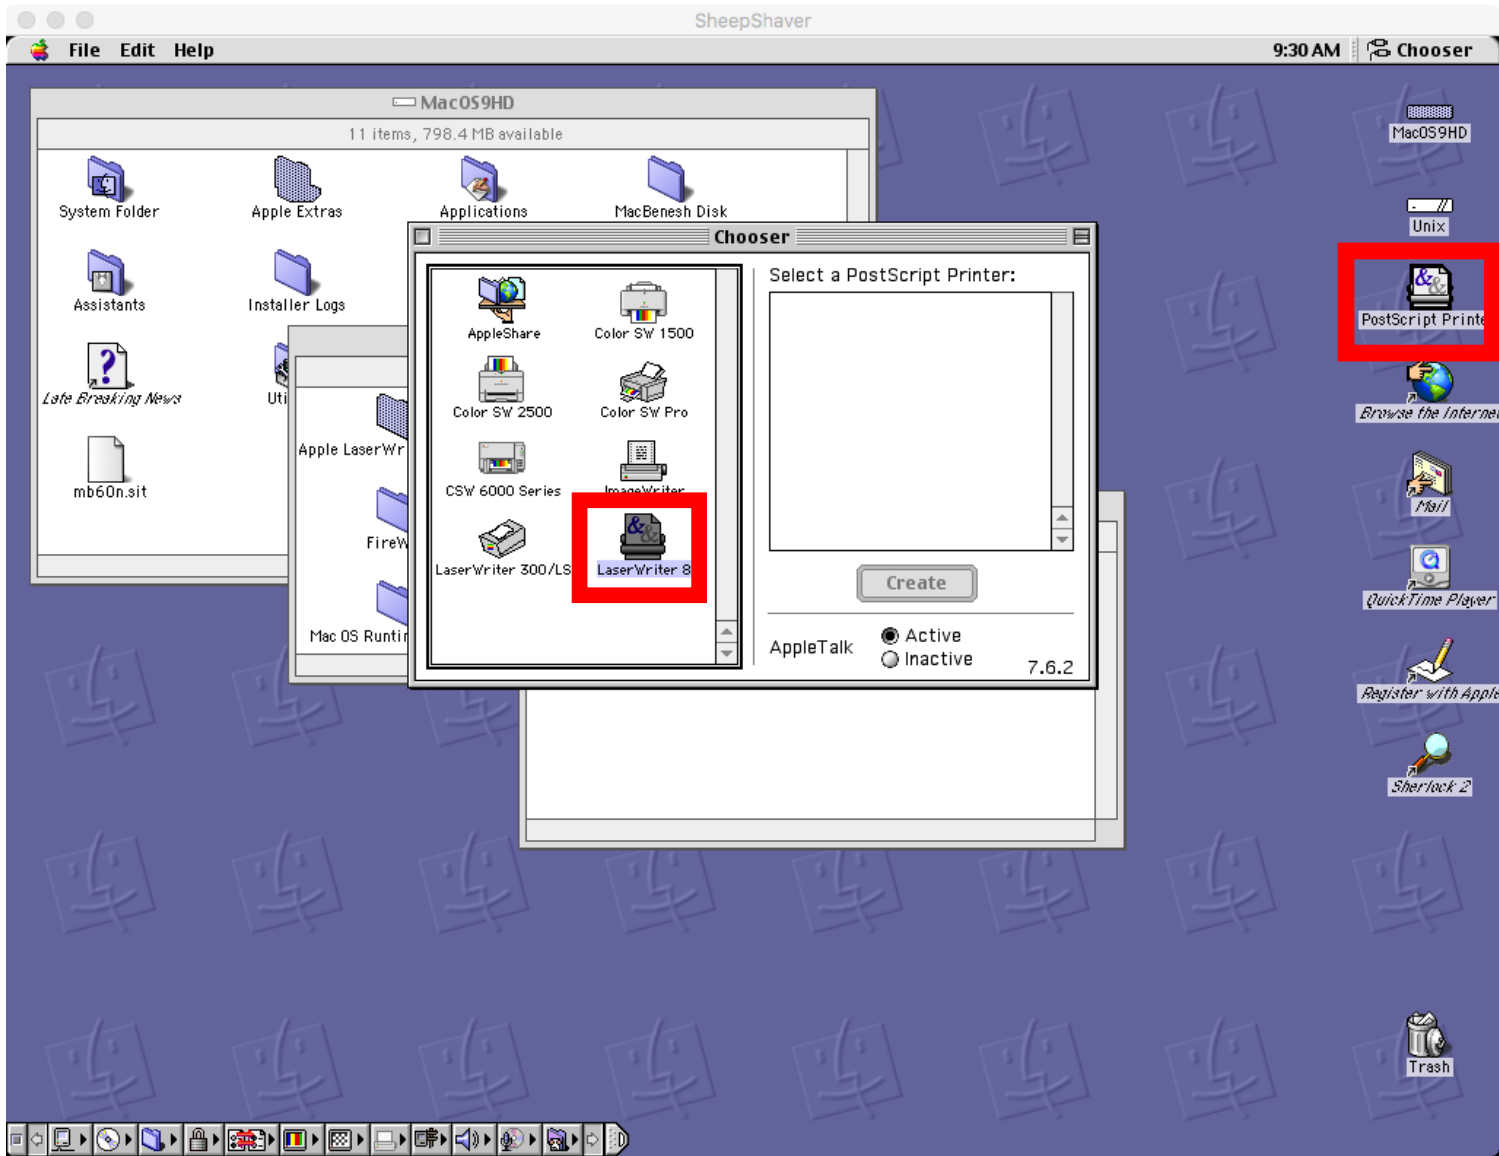 SheepShaver
File Edit Help
9:30 AM
Chooser
MacOS9HD
11 items, 798.4 MB available
System Folder
Apple Extras
Applications
MacBenesh Disk
Assistants
Installer Logs
Late Breaking News
Uti
mb60n.sit
Apple LaserWr
FireW
Mac OS Runtir
Chooser
AppleShare
Color SW 1500
Color SW 2500
Color SW Pro
CSW 6000 Series
ImageWriter
LaserWriter 300/LS
LaserWriter 8
Select a PostScript Printer:
Create
AppleTalk
Active
Inactive
7.6.2
MacOS9HD
Unix
PostScript Printe
Browse the Internet
Mail
QuickTime Player
Register with Apple
Sherlock 2
Trash